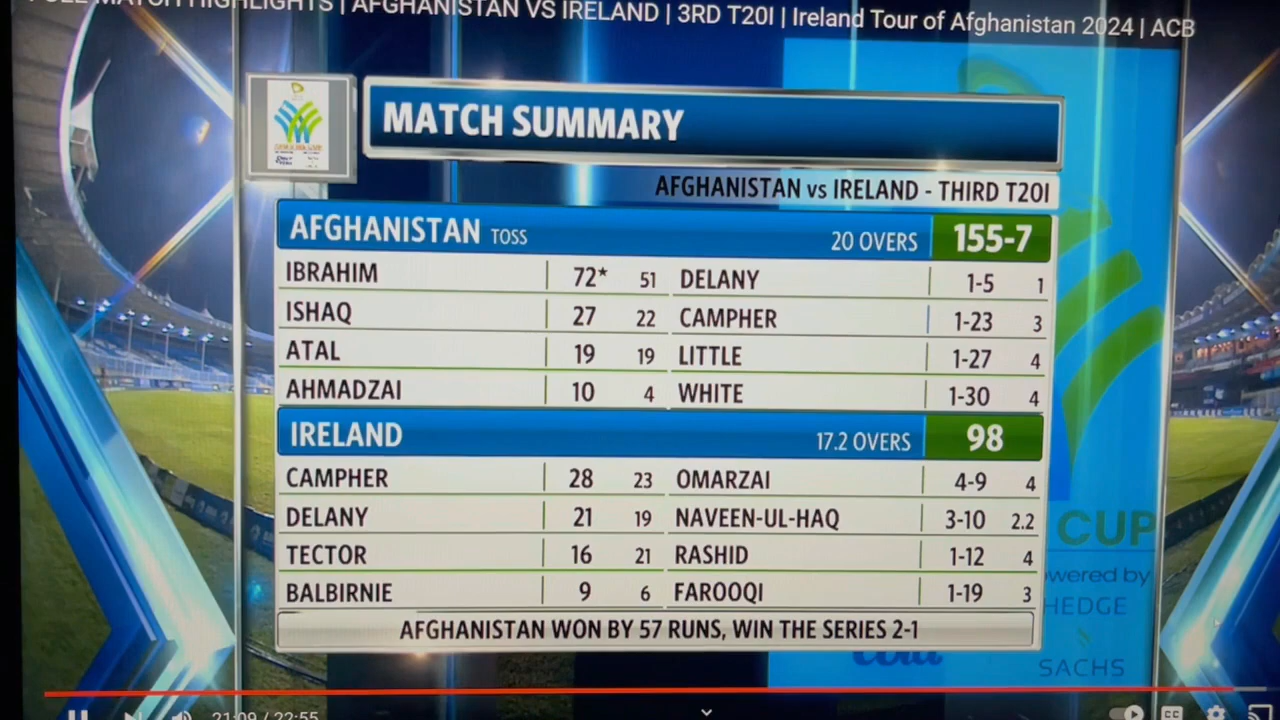 FULL MATCH HIGHLIGHTS | AFGHANISTAN VS IRELAND | 3RD T20I | Ireland Tour of Afghanistan 2024 | ACB
MATCH SUMMARY
AFGHANISTAN vs IRELAND - THIRD T20I
AFGHANISTAN TOSS 20 OVERS 155-7
IBRAHIM 72* 51 DELANY 1-5 1
ISHAQ 27 22 CAMPHER 1-23 3
ATAL 19 19 LITTLE 1-27 4
AHMADZAI 10 4 WHITE 1-30 4
IRELAND 17.2 OVERS 98
CAMPHER 28 23 OMARZAI 4-9 4
DELANY 21 19 NAVEEN-UL-HAQ 3-10 2.2
TECTOR 16 21 RASHID 1-12 4
BALBIRNIE 9 6 FAROOQI 1-19 3
AFGHANISTAN WON BY 57 RUNS, WIN THE SERIES 2-1
CUP
wered by
HEDGE
SACHS
21:09 / 22:55
CC